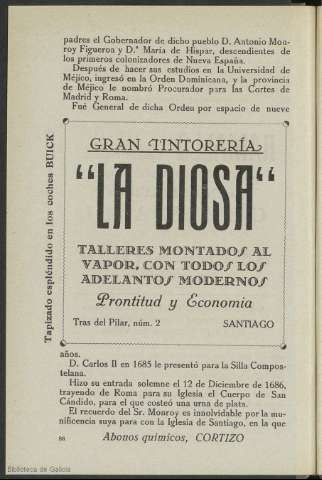 padres el Gobernador de dicho pueblo D. Antonio Mon-
roy Figueroa y D.ª María de Hispar, descendientes de
los primeros colonizadores de Nueva España.
Después de hacer sus estudios en la Universidad de
Méjico, ingresó en la Orden Dominicana, y la provincia
de Méjico le nombró Procurador para las Cortes de
Madrid y Roma.
Fué General de dicha Orden por espacio de nueve
Tapizado espléndido en los coches BUICK
GRAN TINTORERÍA
"LA DIOSA"
TALLERES MONTADOS AL
VAPOR, CON TODOS LOS
ADELANTOS MODERNOS
Prontitud y Economía
Tras del Pilar, núm. 2 SANTIAGO
años.
D. Carlos II en 1685 le presentó para la Silla Compos-
telana.
Hizo su entrada solemne el 12 de Diciembre de 1686,
trayendo de Roma para su Iglesia el Cuerpo de San
Cándido, para el que costeó una urna de plata.
El recuerdo del Sr. Monroy es inolvidable por la mu-
nificencia suya para con la Iglesia de Santiago, en la que
Abonos químicos, CORTIZO
Biblioteca de Galicia